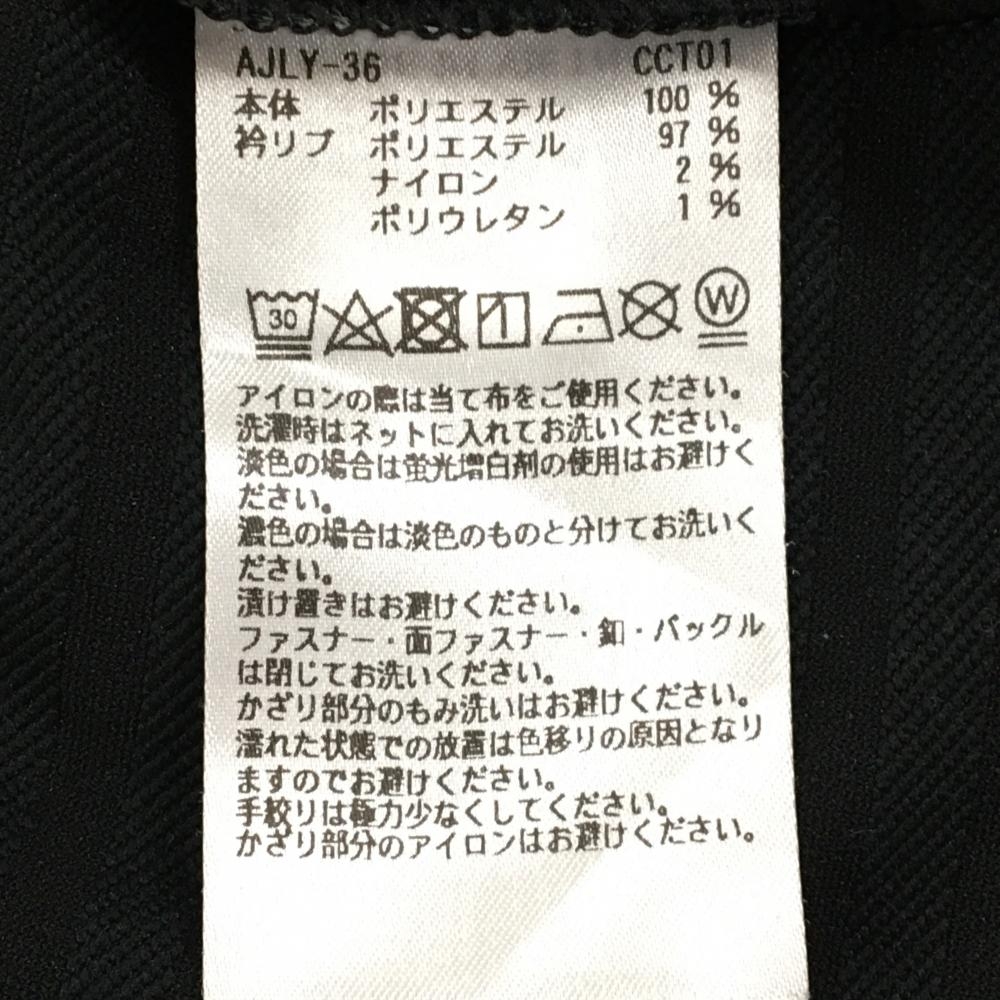 AJLY-36 CCT01
本体 ポリエステル 100 %
衿リブ ポリエステル 97 %
ナイロン 2 %
ポリウレタン 1 %
30 W
アイロンの際は当て布をご使用ください。
洗濯時はネットに入れてお洗いください。
淡色の場合は蛍光増白剤の使用はお避けく
ださい。
濃色の場合は淡色のものと分けてお洗いく
ださい。
漬け置きはお避けください。
ファスナー・面ファスナー・釦・バックル
は閉じてお洗いください。
かざり部分のもみ洗いはお避けください。
濡れた状態での放置は色移りの原因となり
ますのでお避けください。
手絞りは極力少なくしてください。
かざり部分のアイロンはお避けください。